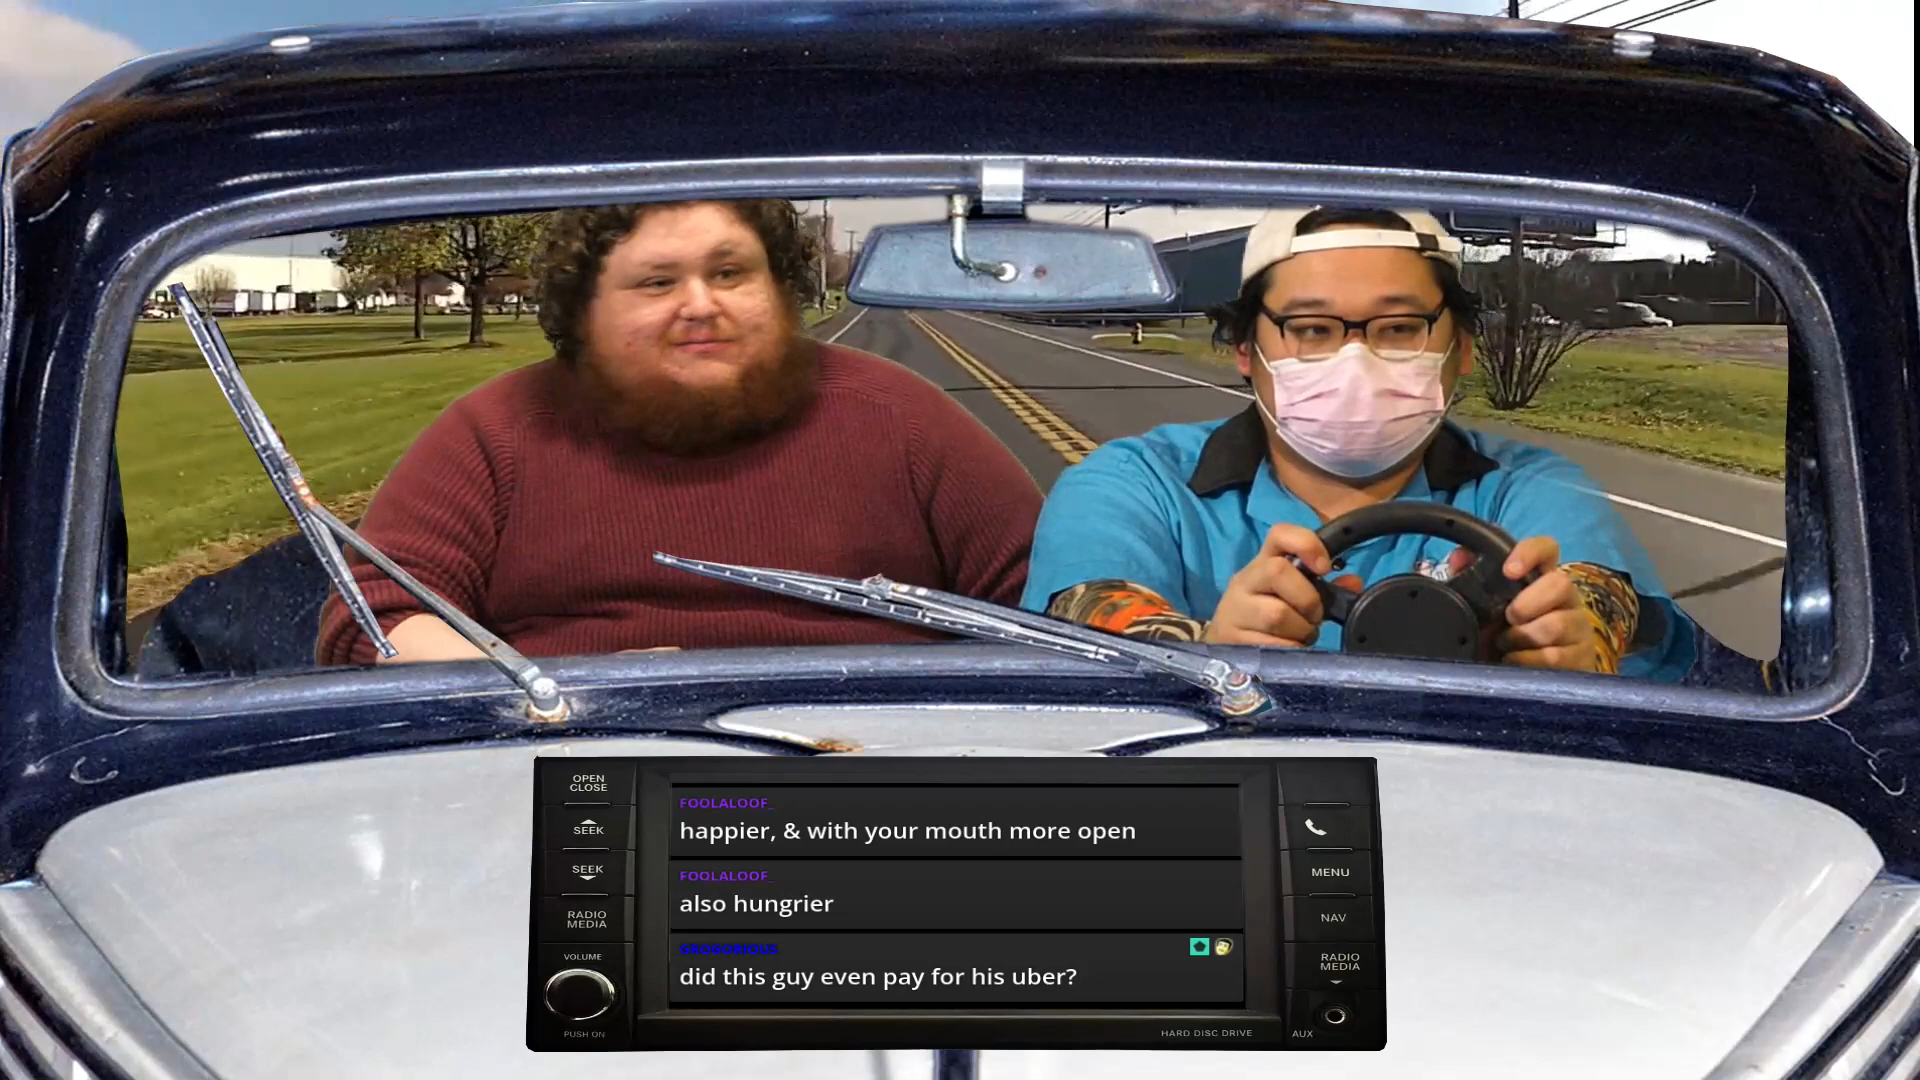 OPEN
CLOSE
SEEK
SEEK
RADIO
MEDIA
VOLUME
PUSH ON
FOOLALOOF_
happier, & with your mouth more open
FOOLALOOF_
also hungrier
did this guy even pay for his uber?
MENU
NAV
RADIO
MEDIA
HARD DISC DRIVE
AUX